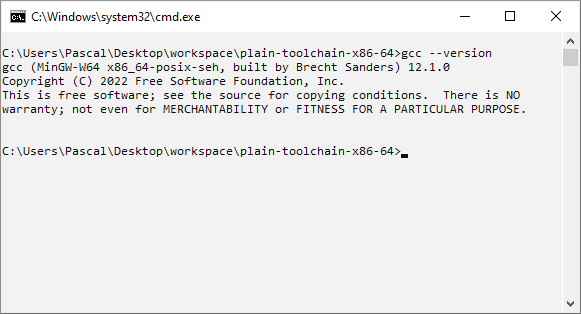 C:\Windows\system32\cmd.exe
C:\Users\Pascal\Desktop\workspace\plain-toolchain-x86-64>gcc --version
gcc (MinGW-W64 x86_64-posix-seh, built by Brecht Sanders) 12.1.0
Copyright (C) 2022 Free Software Foundation, Inc.
This is free software; see the source for copying conditions.  There is NO
warranty; not even for MERCHANTABILITY or FITNESS FOR A PARTICULAR PURPOSE.
C:\Users\Pascal\Desktop\workspace\plain-toolchain-x86-64>